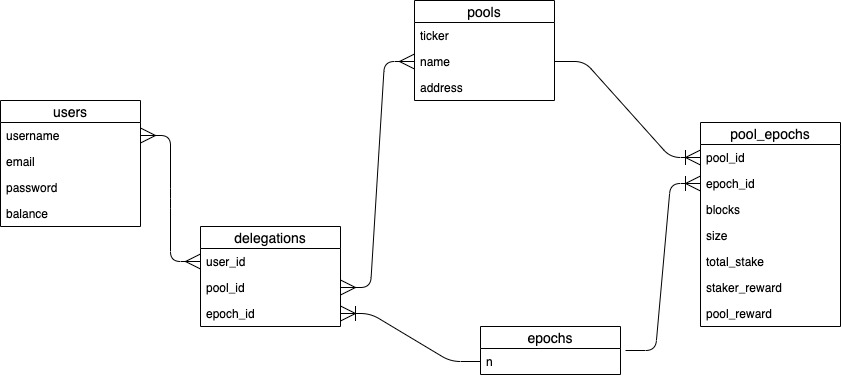 pools
ticker
name
address
users
username
email
password
balance
pool_epochs
pool_id
epoch_id
blocks
size
total_stake
staker_reward
pool_reward
delegations
user_id
pool_id
epoch_id
epochs
n